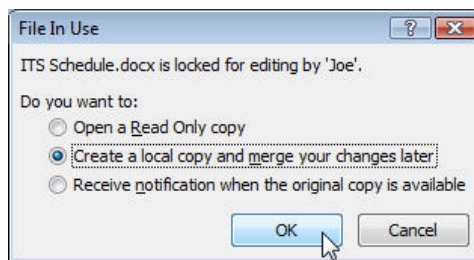 File In Use
ITS Schedule.docx is locked for editing by 'Joe'.
Do you want to:
Open a Read Only copy
Create a local copy and merge your changes later
Receive notification when the original copy is available
OK Cancel